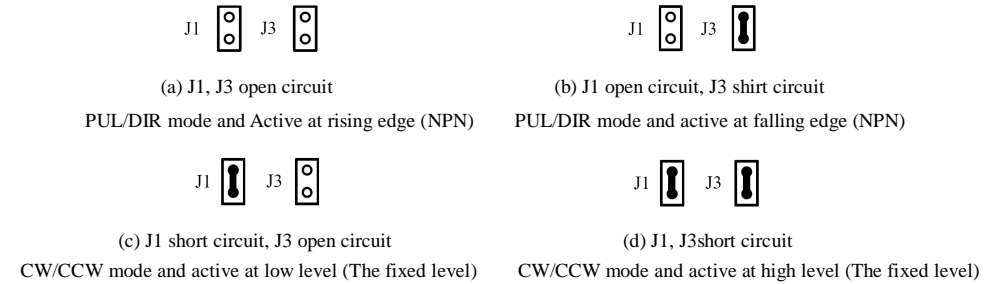 J1 J3 J1 J3
(a) J1, J3 open circuit
(b) J1 open circuit, J3 shirt circuit
PUL/DIR mode and Active at rising edge (NPN)
PUL/DIR mode and active at falling edge (NPN)
J1 J3 J1 J3
(c) J1 short circuit, J3 open circuit
(d) J1, J3short circuit
CW/CCW mode and active at low level (The fixed level)
CW/CCW mode and active at high level (The fixed level)